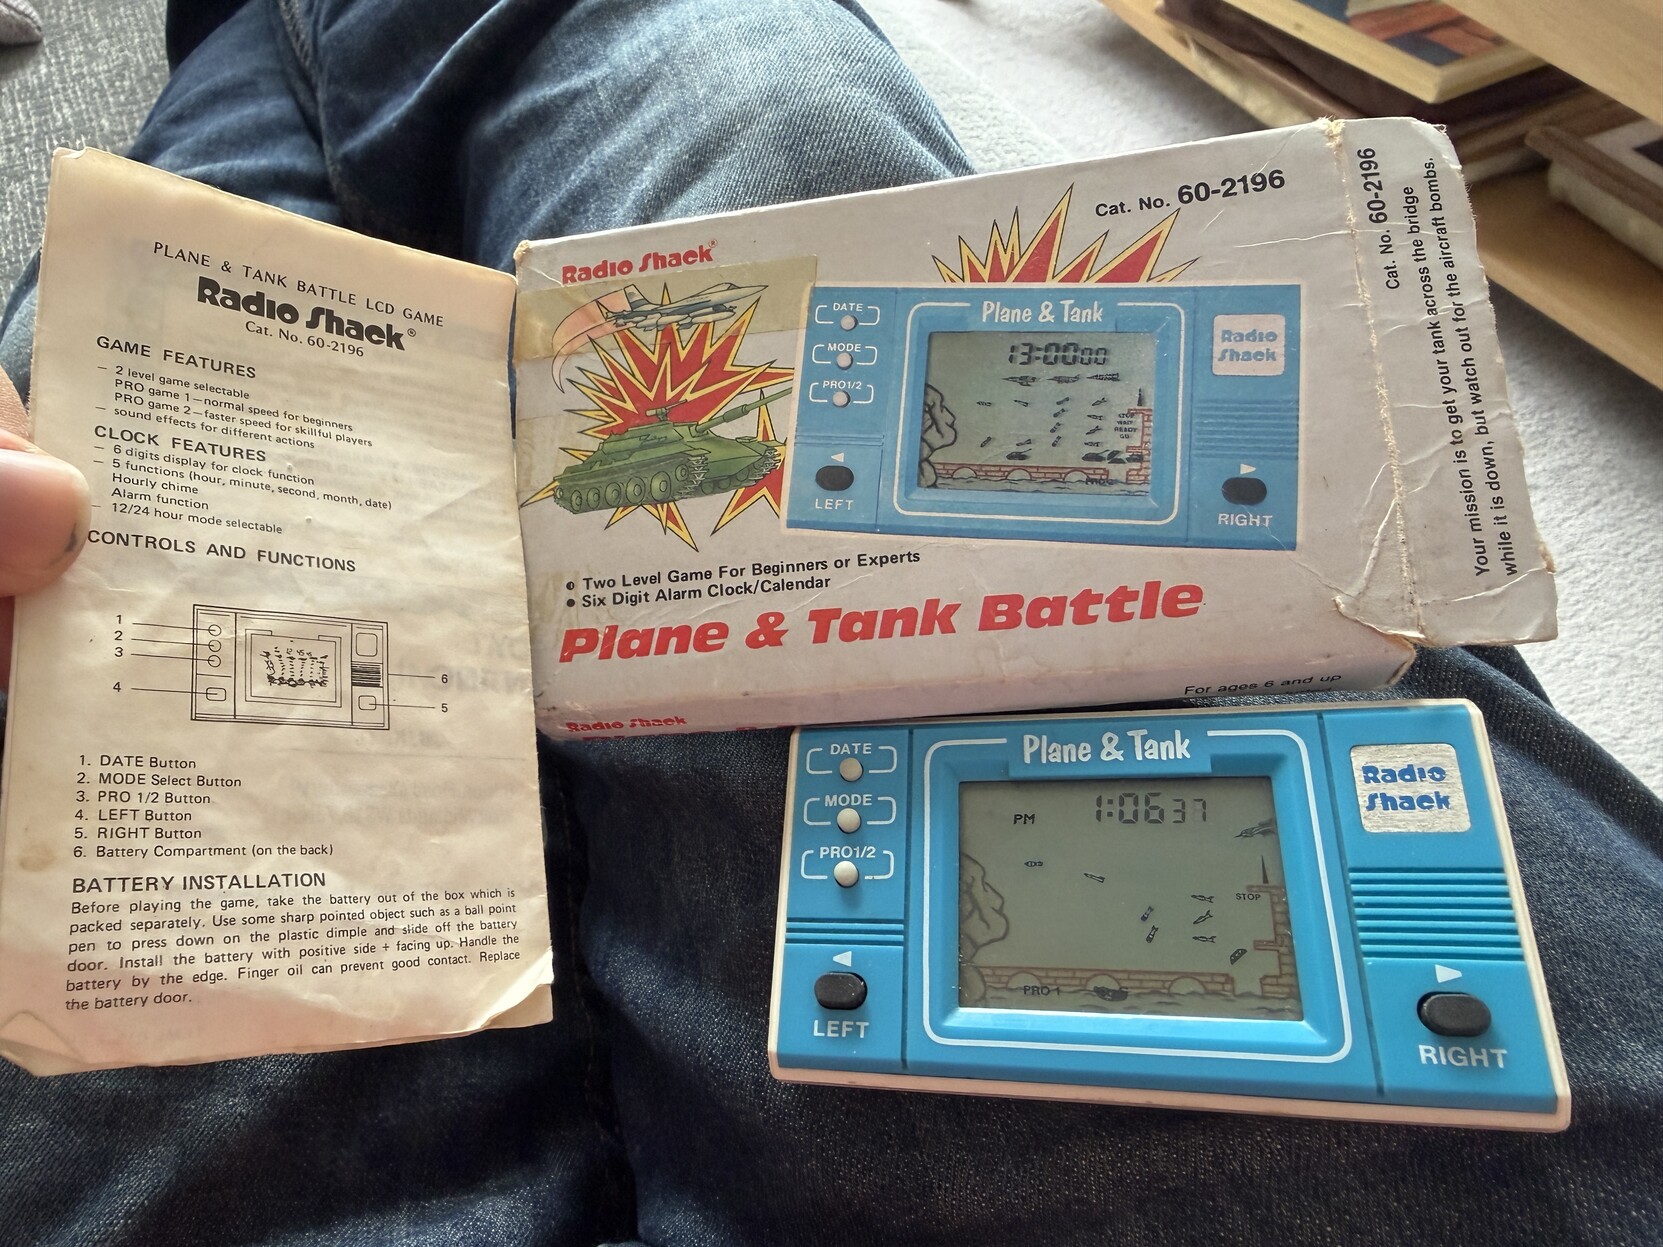 PLANE & TANK BATTLE LCD GAME
Radio Shack®
Cat. No. 60-2196
GAME FEATURES
— 2 level game selectable
PRO game 1—normal speed for beginners
PRO game 2—faster speed for skillful players
— sound effects for different actions
CLOCK FEATURES
— 6 digits display for clock function
— 5 functions (hour, minute, second, month, date)
Hourly chime
Alarm function
— 12/24 hour mode selectable
CONTROLS AND FUNCTIONS
1
2
3
4
6
5
1. DATE Button
2. MODE Select Button
3. PRO 1/2 Button
4. LEFT Button
5. RIGHT Button
6. Battery Compartment (on the back)
BATTERY INSTALLATION
Before playing the game, take the battery out of the box which is
packed separately. Use some sharp pointed object such as a ball point
pen to press down on the plastic dimple and slide off the battery
door. Install the battery with positive side + facing up. Handle the
battery by the edge. Finger oil can prevent good contact. Replace
the battery door.
Radio Shack®
Cat. No. 60-2196
Plane & Tank
DATE
MODE
PRO1/2
LEFT
13:0000
STOP
WAIT
READY
GO
Radio
Shack
RIGHT
● Two Level Game For Beginners or Experts
● Six Digit Alarm Clock/Calendar
Plane & Tank Battle
For ages 6 and up
Radio Shack
Cat. No. 60-2196
Your mission is to get your tank across the bridge
while it is down, but watch out for the aircraft bombs.
Plane & Tank
DATE
MODE
PRO1/2
LEFT
PM 1:0637
STOP
PRO 1
Radio
Shack
RIGHT